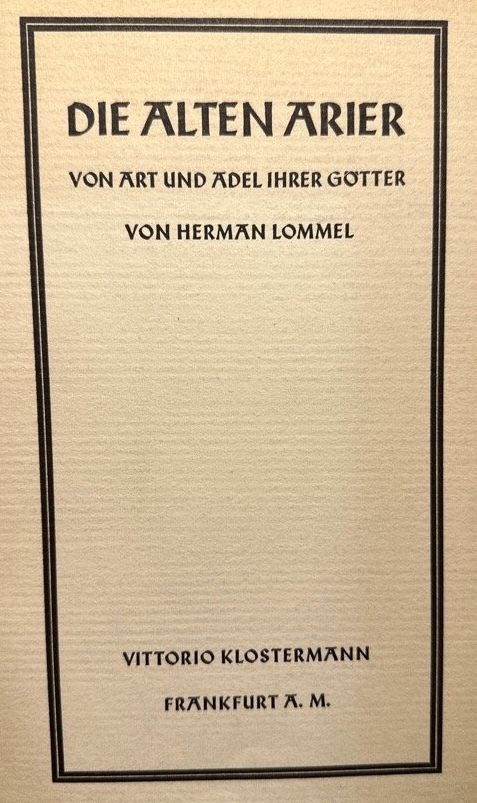 DIE ALTEN ARIER
VON ART UND ADEL IHRER GÖTTER
VON HERMAN LOMMEL
VITTORIO KLOSTERMANN
FRANKFURT A. M.